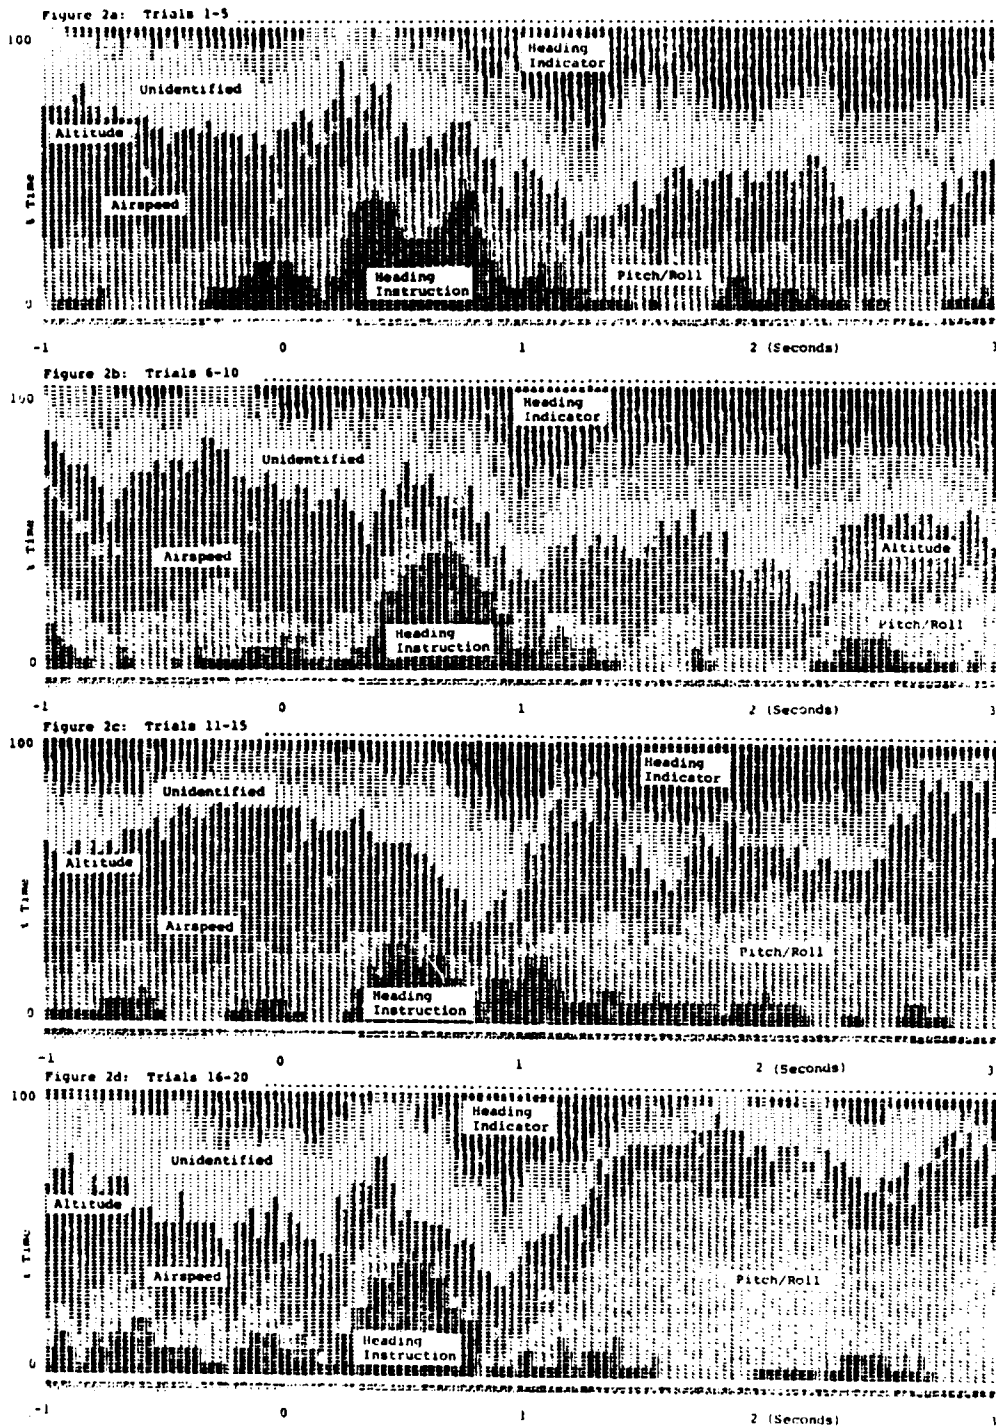 Figure 2a: Trials 1-5
100
Heading
Indicator
Unidentified
Altitude
Airspeed
% Time
Heading
Instruction
Pitch/Roll
0
-1 0 1 2 (Seconds) 3
Figure 2b: Trials 6-10
100
Heading
Indicator
Unidentified
% Time
Airspeed
Altitude
Heading
Instruction
Pitch/Roll
0
-1 0 1 2 (Seconds) 3
Figure 2c: Trials 11-15
100
Heading
Indicator
Unidentified
Altitude
% Time
Airspeed
Pitch/Roll
Heading
Instruction
0
-1 0 1 2 (Seconds) 3
Figure 2d: Trials 16-20
100
Heading
Indicator
Unidentified
Altitude
% Time
Airspeed
Pitch/Roll
Heading
Instruction
0
-1 0 1 2 (Seconds) 3